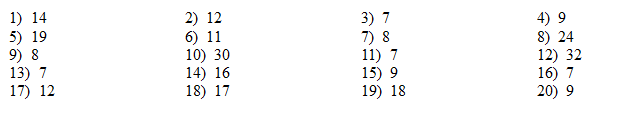 1) 14 2) 12 3) 7 4) 9
5) 19 6) 11 7) 8 8) 24
9) 8 10) 30 11) 7 12) 32
13) 7 14) 16 15) 9 16) 7
17) 12 18) 17 19) 18 20) 9